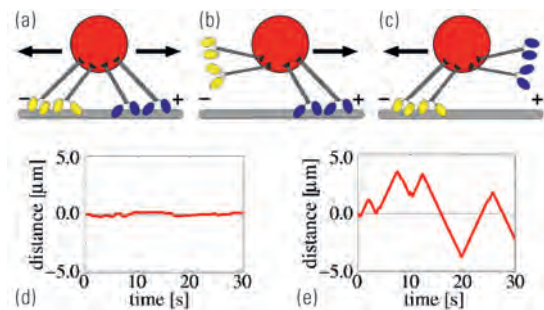 (a)
(b)
(c)
− +
− +
− +
5.0
0.0
−5.0
distance [μm]
0 10 20 30
time [s]
(d)
5.0
0.0
−5.0
distance [μm]
0 10 20 30
time [s]
(e)